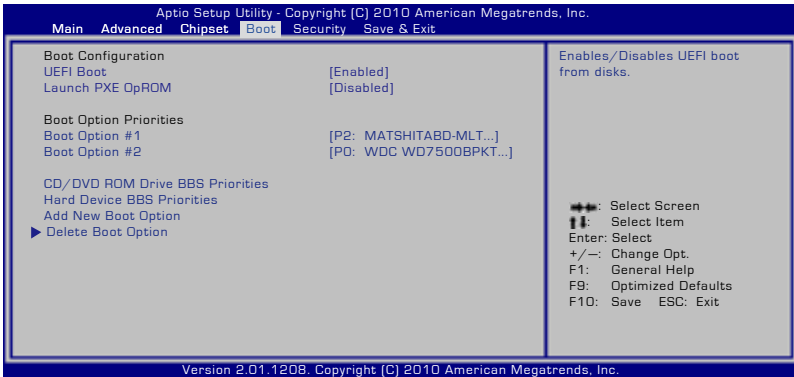 Aptio Setup Utility - Copyright (C) 2010 American Megatrends, Inc.
Main Advanced Chipset Boot Security Save & Exit
Boot Configuration
UEFI Boot [Enabled]
Launch PXE OpROM [Disabled]
Boot Option Priorities
Boot Option #1 [P2: MATSHITABD-MLT...]
Boot Option #2 [P0: WDC WD7500BPKT...]
CD/DVD ROM Drive BBS Priorities
Hard Device BBS Priorities
Add New Boot Option
Delete Boot Option
Enables/Disables UEFI boot
from disks.
→←: Select Screen
↑↓: Select Item
Enter: Select
+/—: Change Opt.
F1: General Help
F9: Optimized Defaults
F10: Save ESC: Exit
Version 2.01.1208. Copyright (C) 2010 American Megatrends, Inc.